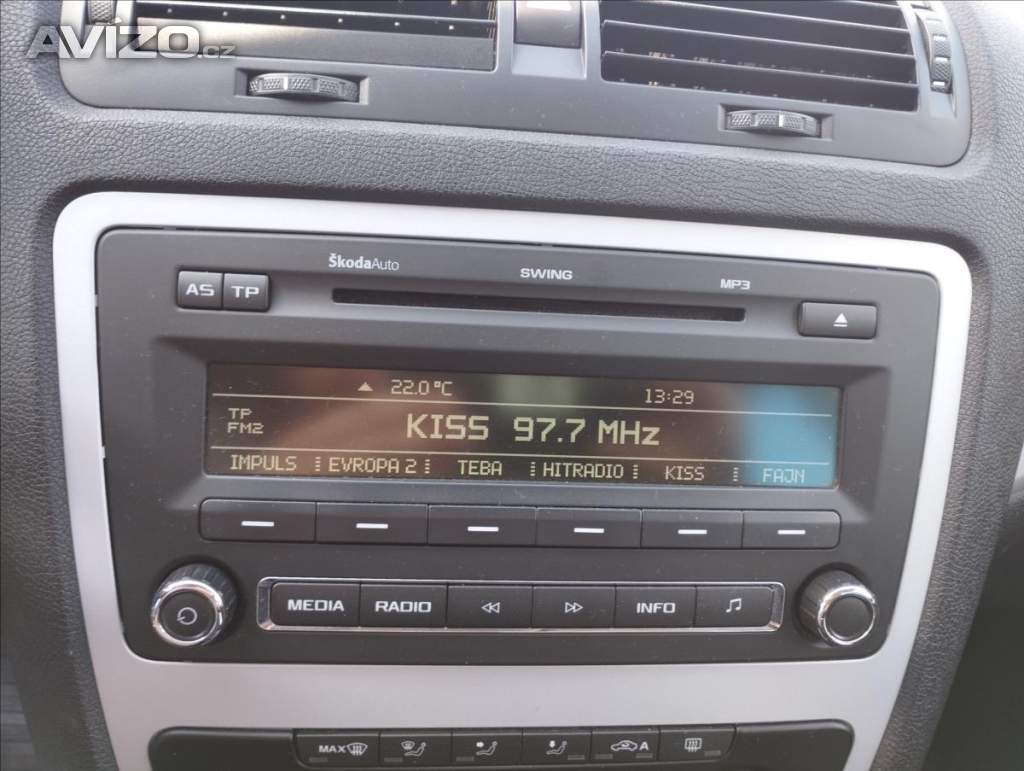 AVIZO.cz
ŠkodaAuto
SWING
MP3
AS TP
22.0 °C 13:29
TP
FM2
KISS 97.7 MHz
IMPULS EVROPA 2 TEBA HITRADIO KISS FAJN
MEDIA RADIO INFO
MAX A